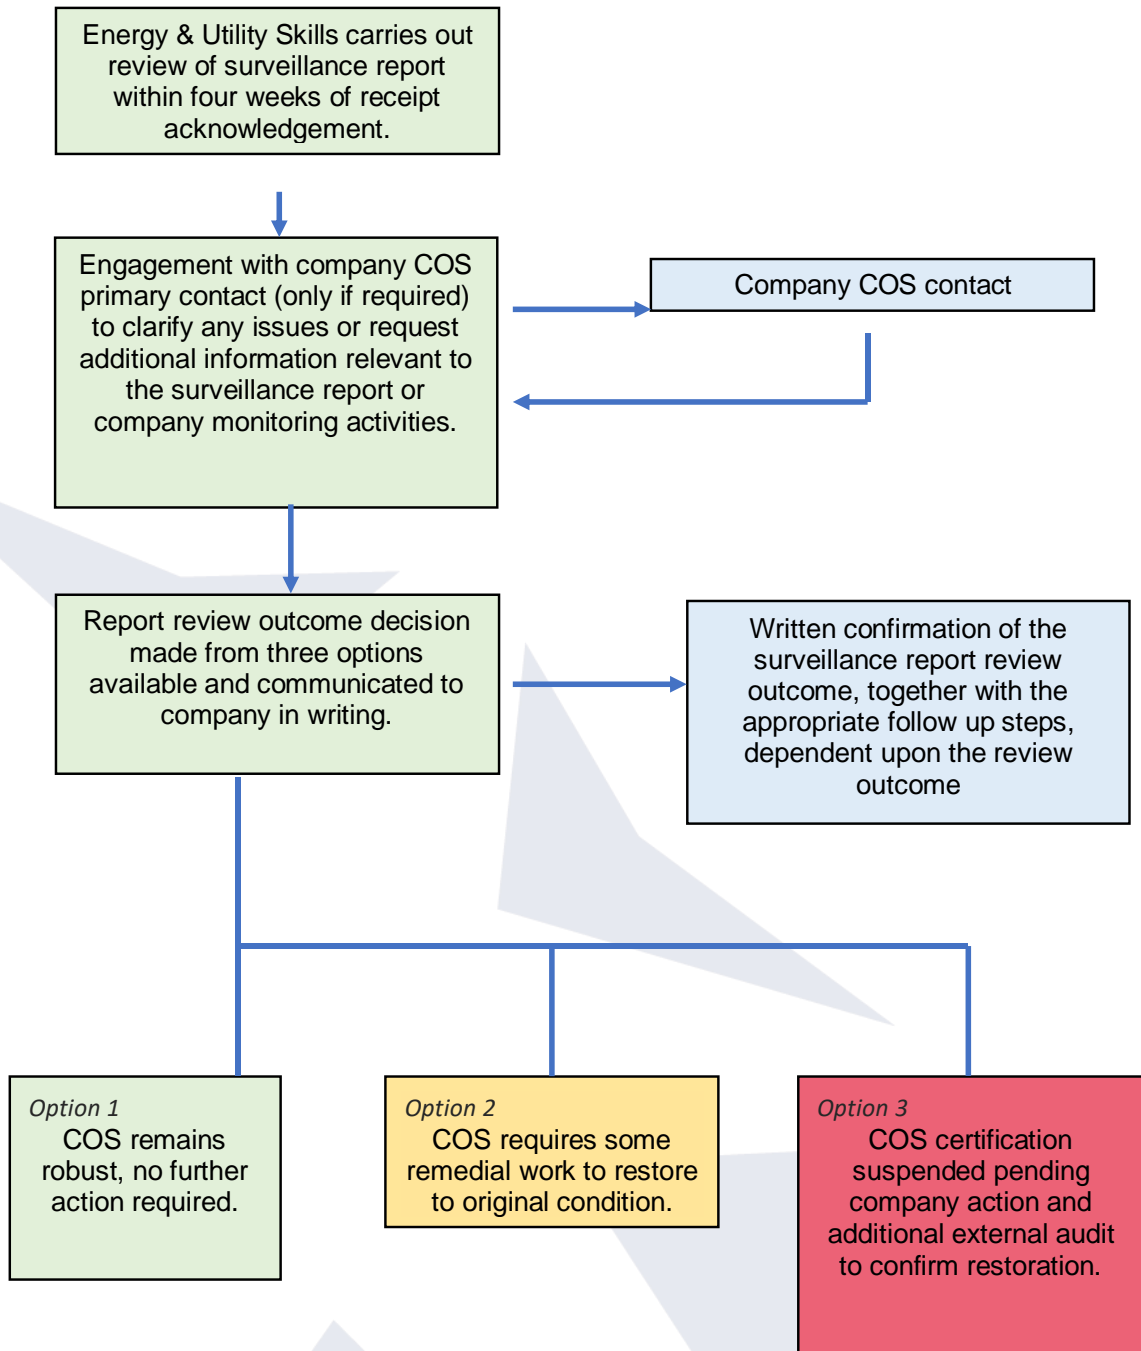 Energy & Utility Skills carries out
review of surveillance report
within four weeks of receipt
acknowledgement.
Engagement with company COS
primary contact (only if required)
to clarify any issues or request
additional information relevant to
the surveillance report or
company monitoring activities.
Company COS contact
Report review outcome decision
made from three options
available and communicated to
company in writing.
Written confirmation of the
surveillance report review
outcome, together with the
appropriate follow up steps,
dependent upon the review
outcome
Option 1
COS remains
robust, no further
action required.
Option 2
COS requires some
remedial work to restore
to original condition.
Option 3
COS certification
suspended pending
company action and
additional external audit
to confirm restoration.